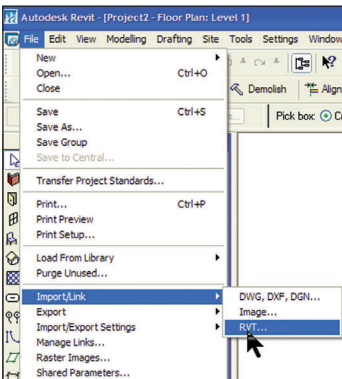 Autodesk Revit - [Project2 - Floor Plan: Level 1]
File Edit View Modelling Drafting Site Tools Settings Window
New
Open... Ctrl+O
Close
Demolish Align
Save Ctrl+S
Pick box:
Save As...
Save Group
Save to Central...
Transfer Project Standards...
Print... Ctrl+P
Print Preview
Print Setup...
Load From Library
Purge Unused...
Import/Link DWG, DXF, DGN...
Export Image...
Import/Export Settings RVT...
Manage Links...
Raster Images...
Shared Parameters...